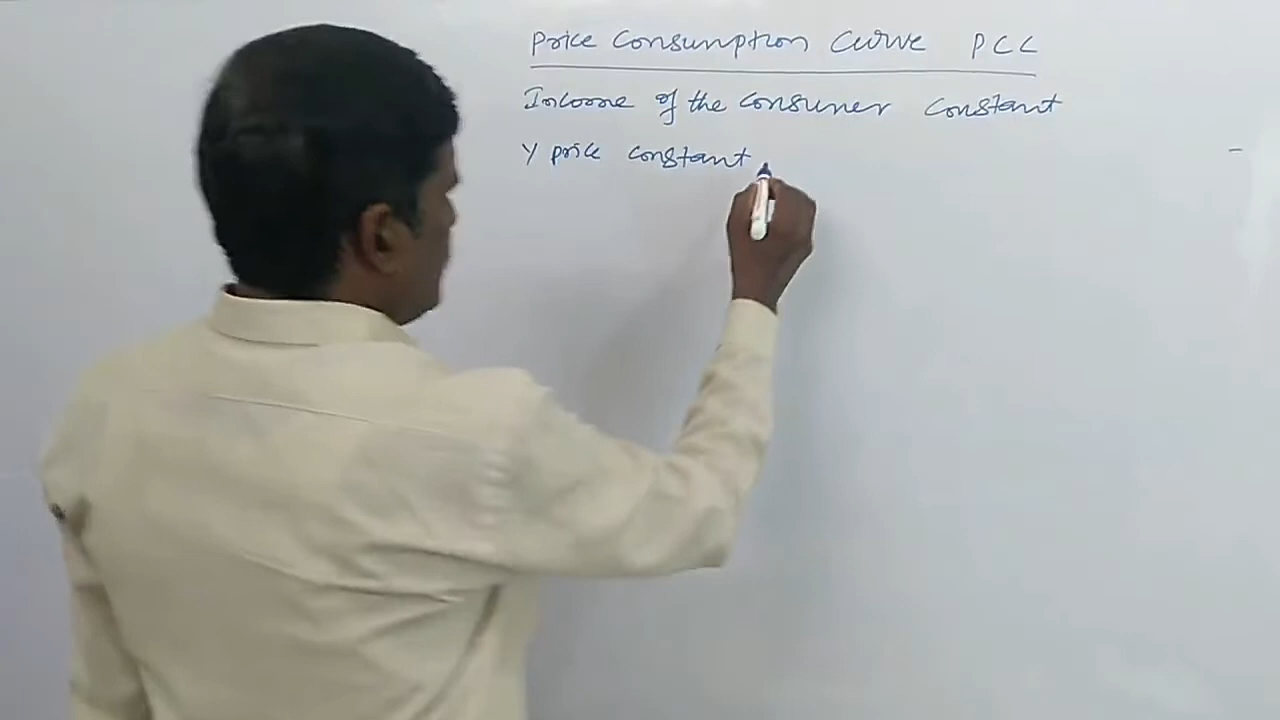 Price Consumption Curve PCC
Income of the Consumer Constant
Y price constant